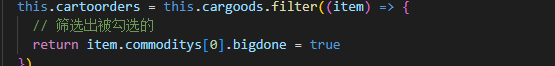 this.cartoorders = this.cargoods.filter((item) => {
// 筛选出被勾选的
return item.commoditys[0].bigdone = true
})